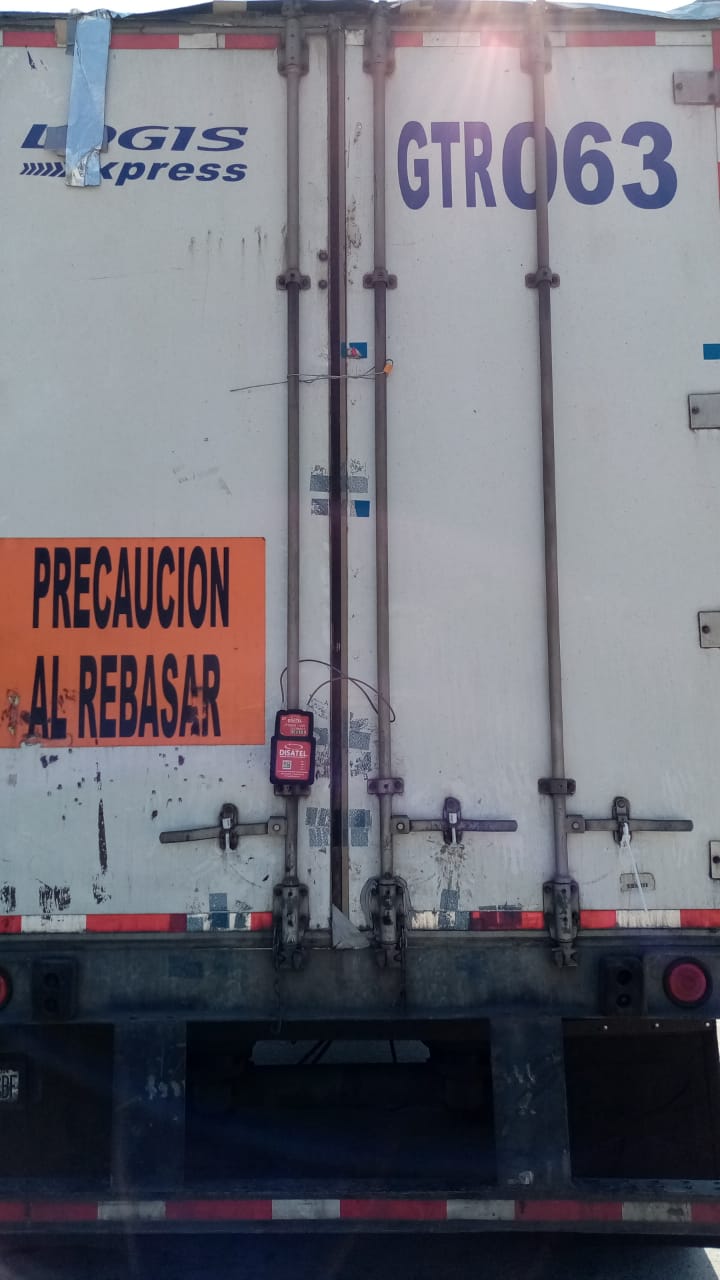 LOGIS
xpress
GTR063
PRECAUCION
AL REBASAR
DISATEL